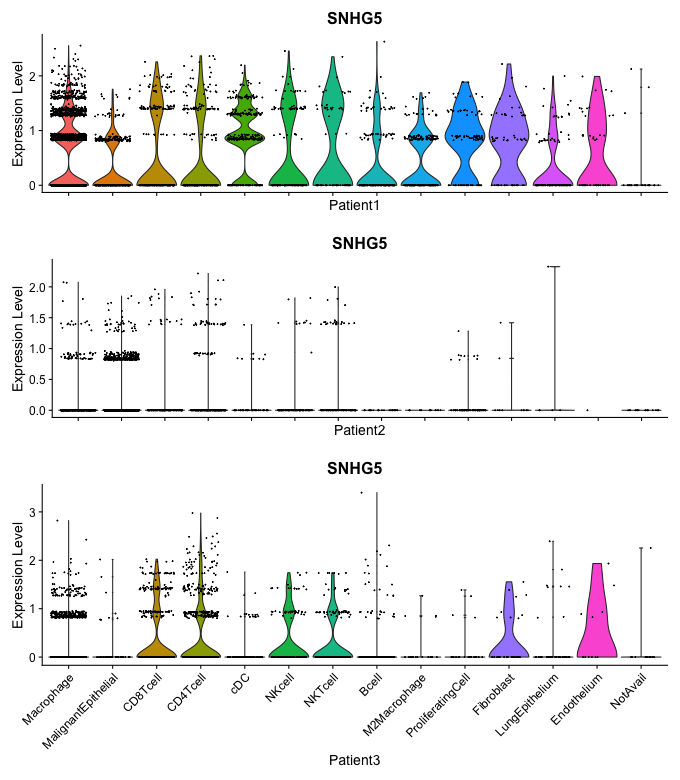 SNHG5
Expression Level
2
1
0
Patient1
SNHG5
Expression Level
2.0
1.5
1.0
0.5
0.0
Patient2
SNHG5
Expression Level
3
2
1
0
Macrophage
MalignantEpithelial
CD8Tcell
CD4Tcell
cDC
NKcell
NKTcell
Bcell
M2Macrophage
ProliferatingCell
Fibroblast
LungEpithelium
Endothelium
NotAvail
Patient3